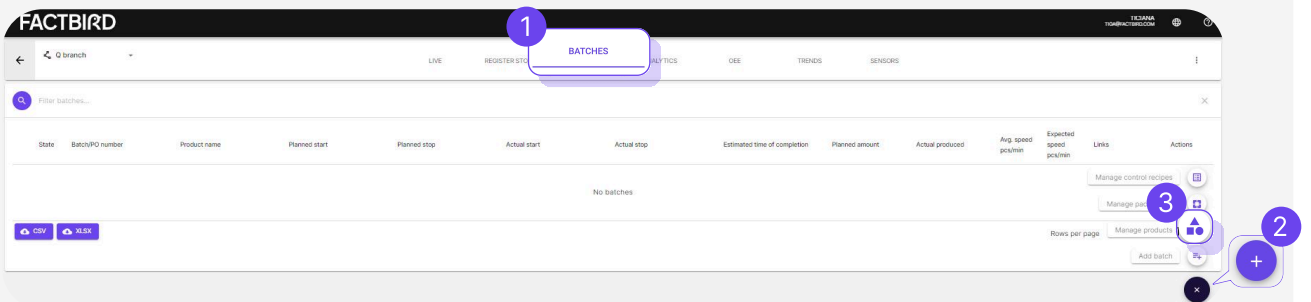 FACTBIRD
TIJANA
TIOA@FACTBIRD.COM
1
Q branch
LIVE
REGISTER STO
BATCHES
ALYTICS
OEE
TRENDS
SENSORS
Filter batches...
State
Batch/PO number
Product name
Planned start
Planned stop
Actual start
Actual stop
Estimated time of completion
Planned amount
Actual produced
Avg. speed
pcs/min
Expected
speed
pcs/min
Links
Actions
No batches
Manage control recipes
Manage pac
3
CSV
XLSX
Rows per page
Manage products
2
Add batch